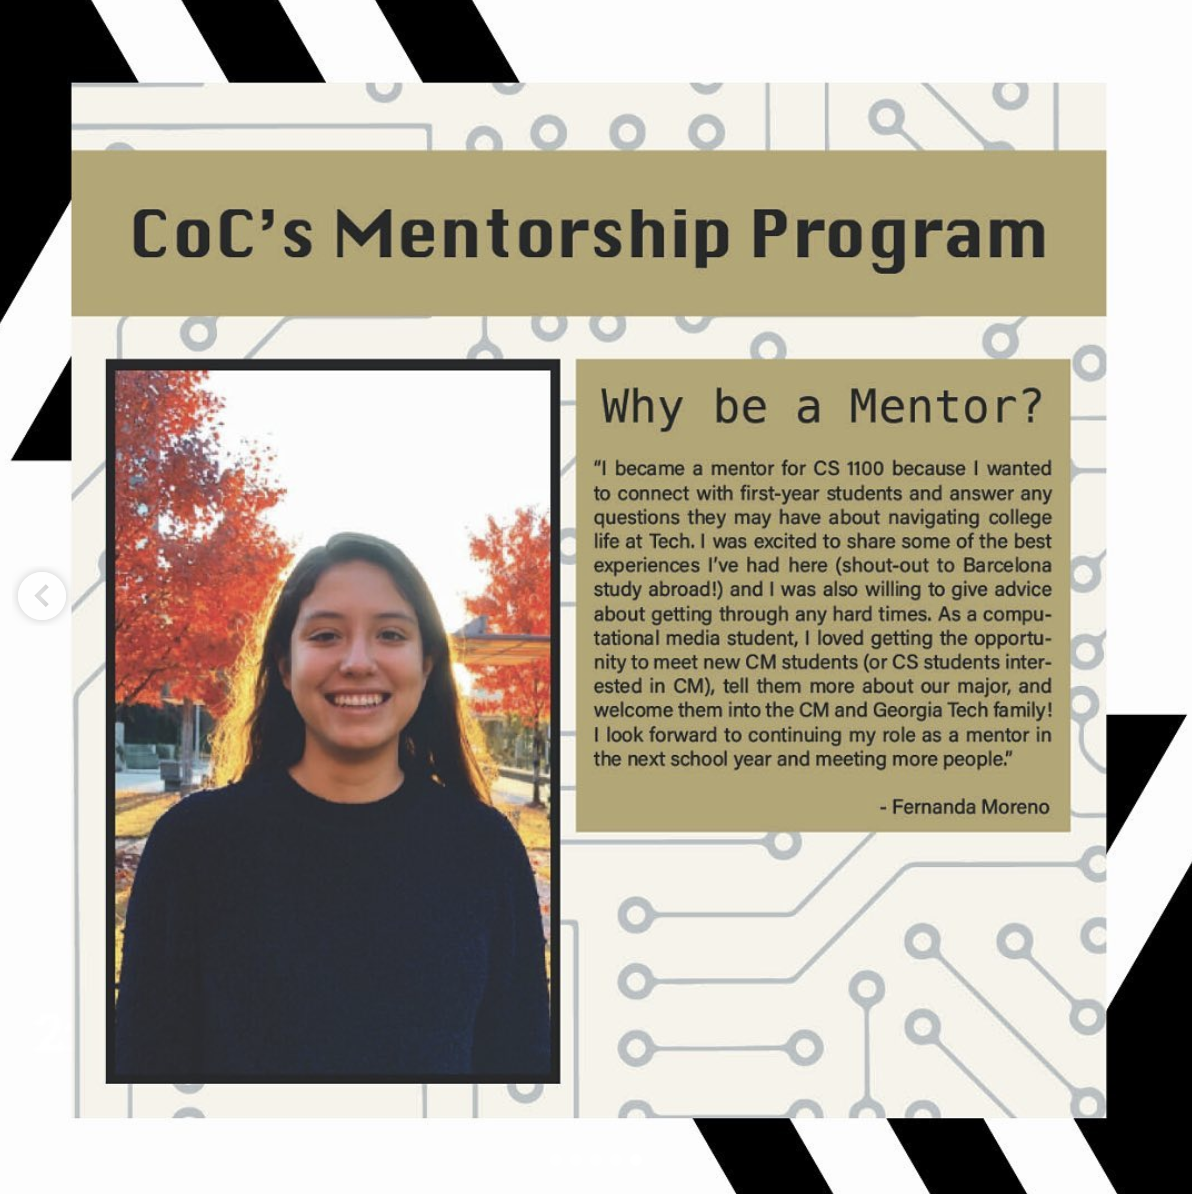 CoC’s Mentorship Program
Why be a Mentor?
“I became a mentor for CS 1100 because I wanted
to connect with first-year students and answer any
questions they may have about navigating college
life at Tech. I was excited to share some of the best
experiences I’ve had here (shout-out to Barcelona
study abroad!) and I was also willing to give advice
about getting through any hard times. As a compu-
tational media student, I loved getting the opportu-
nity to meet new CM students (or CS students inter-
ested in CM), tell them more about our major, and
welcome them into the CM and Georgia Tech family!
I look forward to continuing my role as a mentor in
the next school year and meeting more people.”
- Fernanda Moreno